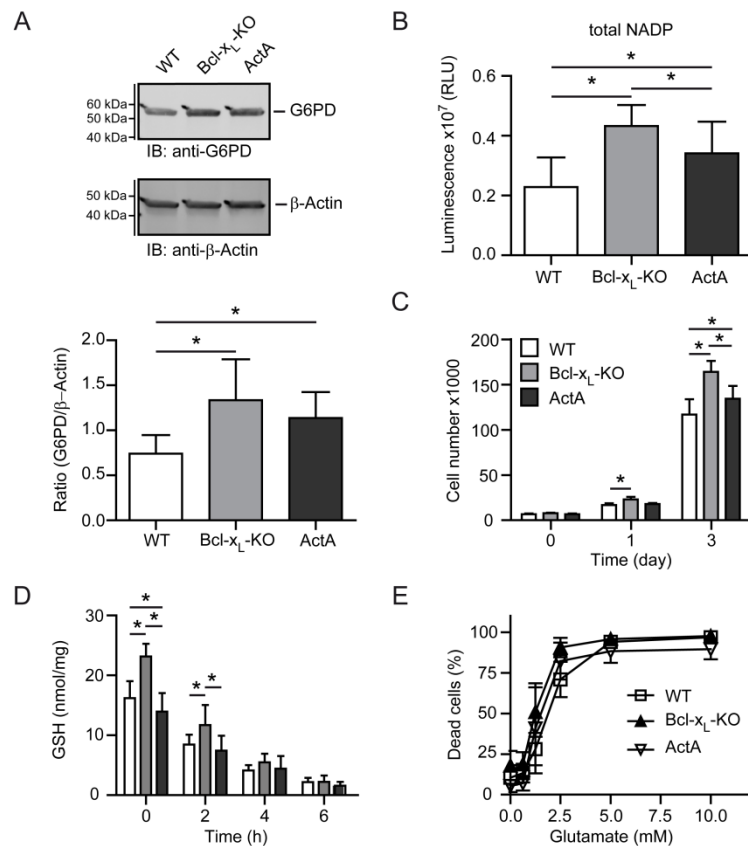 A
WT
Bcl-xL-KO
ActA
60 kDa
50 kDa
40 kDa
G6PD
IB: anti-G6PD
50 kDa
40 kDa
β-Actin
IB: anti-β-Actin
*
*
2.0
1.5
1.0
0.5
0.0
Ratio (G6PD/β–Actin)
WT Bcl-xL-KO ActA
B
total NADP
*
* *
0.6
0.4
0.2
0.0
Luminescence x10⁷ (RLU)
WT Bcl-xL-KO ActA
C
WT
Bcl-xL-KO
ActA
*
* *
*
200
150
100
50
0
Cell number x1000
0 1 3
Time (day)
D
*
* *
* *
30
20
10
0
GSH (nmol/mg)
0 2 4 6
Time (h)
E
100
75
50
25
0
Dead cells (%)
WT
Bcl-xL-KO
ActA
0.0 2.5 5.0 7.5 10.0
Glutamate (mM)